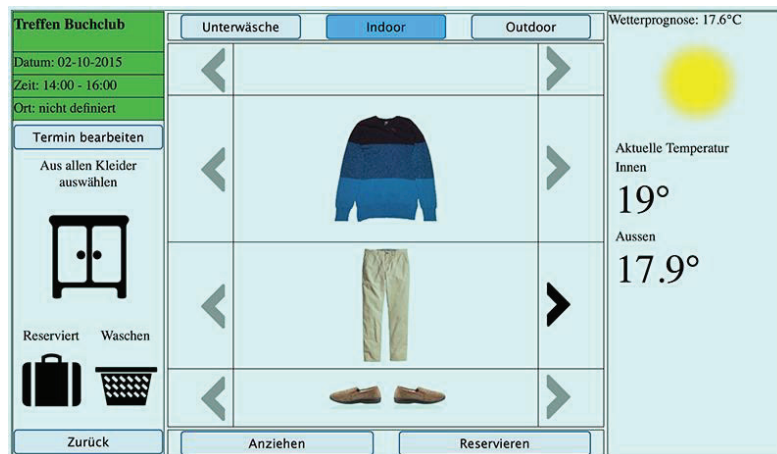 Treffen Buchclub
Datum: 02-10-2015
Zeit: 14:00 - 16:00
Ort: nicht definiert
Termin bearbeiten
Aus allen Kleider
auswählen
Reserviert
Waschen
Zurück
Unterwäsche
Indoor
Outdoor
Anziehen
Reservieren
Wetterprognose: 17.6°C
Aktuelle Temperatur
Innen
19°
Aussen
17.9°